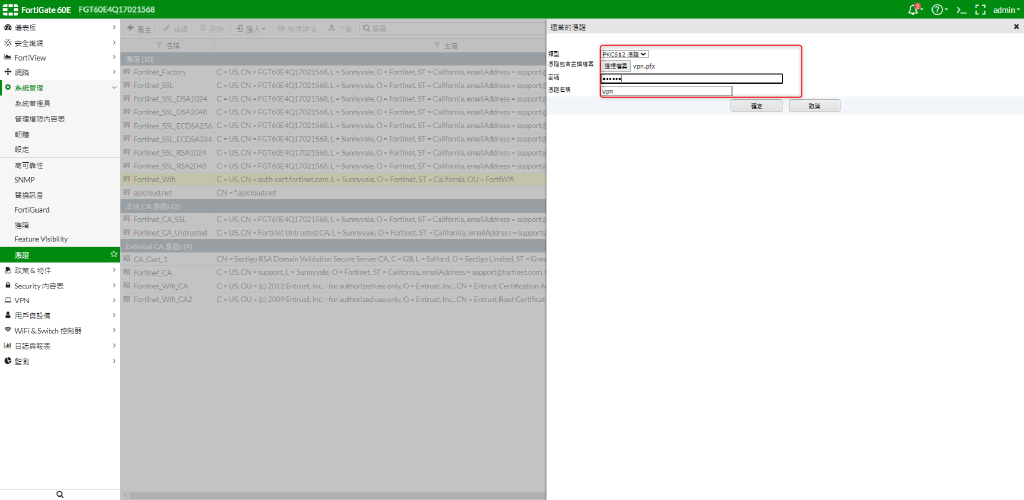 FortiGate 60E FGT60E4Q17021568
2
admin
儀表板
安全織網
FortiView
網路
系統管理
系統管理員
管理權限內容表
韌體
設定
高可靠性
SNMP
替換訊息
FortiGuard
進階
Feature Visibility
憑證
政策 & 物件
Security 內容表
VPN
用戶與設備
WiFi & Switch 控制器
日誌與報表
監測
產生 編輯 刪除 匯入 下載 搜尋
名稱 主旨
憑證 (10)
Fortinet_Factory C = US, CN = FGT60E4Q17021568, L = Sunnyvale, O = Fortinet, ST = California, emailAddress = support@
Fortinet_SSL C = US, CN = FGT60E4Q17021568, L = Sunnyvale, O = Fortinet, ST = California, emailAddress = support@
Fortinet_SSL_DSA1024 C = US, CN = FGT60E4Q17021568, L = Sunnyvale, O = Fortinet, ST = California, emailAddress = support@
Fortinet_SSL_DSA2048 C = US, CN = FGT60E4Q17021568, L = Sunnyvale, O = Fortinet, ST = California, emailAddress = support@
Fortinet_SSL_ECDSA256 C = US, CN = FGT60E4Q17021568, L = Sunnyvale, O = Fortinet, ST = California, emailAddress = support@
Fortinet_SSL_ECDSA384 C = US, CN = FGT60E4Q17021568, L = Sunnyvale, O = Fortinet, ST = California, emailAddress = support@
Fortinet_SSL_RSA1024 C = US, CN = FGT60E4Q17021568, L = Sunnyvale, O = Fortinet, ST = California, emailAddress = support@
Fortinet_SSL_RSA2048 C = US, CN = FGT60E4Q17021568, L = Sunnyvale, O = Fortinet, ST = California, emailAddress = support@
Fortinet_Wifi C = US, CN = auth-cert.fortinet.com, L = Sunnyvale, O = Fortinet, ST = California, OU = FortiWifi
apicloud.net CN = *.apicloud.net
本地 CA 憑證s (2)
Fortinet_CA_SSL C = US, CN = FGT60E4Q17021568, L = Sunnyvale, O = Fortinet, ST = California, emailAddress = support@
Fortinet_CA_Untrusted C = US, CN = Fortinet Untrusted CA, L = Sunnyvale, O = Fortinet, ST = California, emailAddress = support@
External CA 憑證s (4)
CA_Cert_1 CN = Sectigo RSA Domain Validation Secure Server CA, C = GB, L = Salford, O = Sectigo Limited, ST = Grea
Fortinet_CA C = US, CN = support, L = Sunnyvale, O = Fortinet, ST = California, emailAddress = support@fortinet.com,
Fortinet_Wifi_CA C = US, OU = (c) 2012 Entrust, Inc. - for authorized use only, O = Entrust, Inc., CN = Entrust Certification A
Fortinet_Wifi_CA2 C = US, OU = (c) 2009 Entrust, Inc. - for authorized use only, O = Entrust, Inc., CN = Entrust Root Certificat
類型 PKCS12 憑證
憑證包含金鑰檔案 選擇檔案 vpn.pfx
密碼 ••••••
憑證名稱 vpn
確定 取消